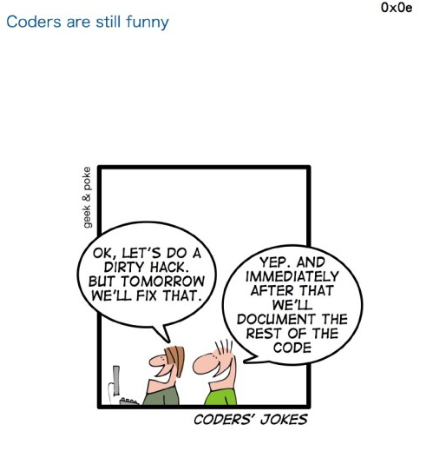 0x0e
Coders are still funny
geek & poke
OK, LET'S DO A
DIRTY HACK.
BUT TOMORROW
WE'LL FIX THAT.
YEP. AND
IMMEDIATELY
AFTER THAT
WE'LL
DOCUMENT THE
REST OF THE
CODE
CODERS' JOKES